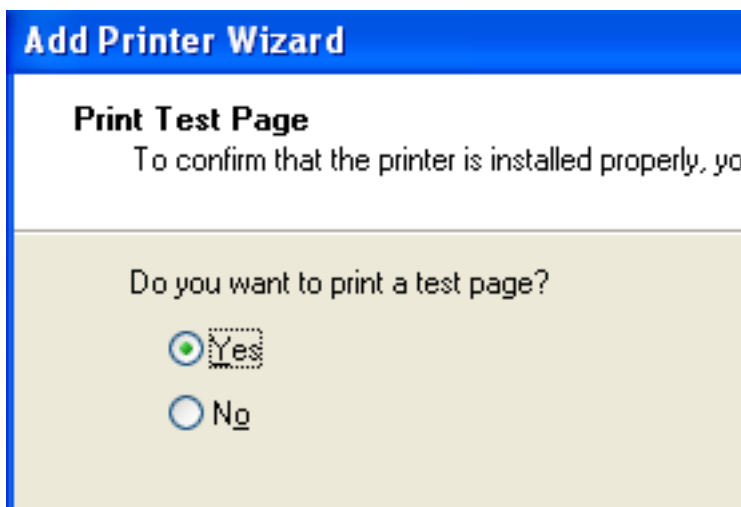 Add Printer Wizard
Print Test Page
To confirm that the printer is installed properly, yo
Do you want to print a test page?
Yes
No